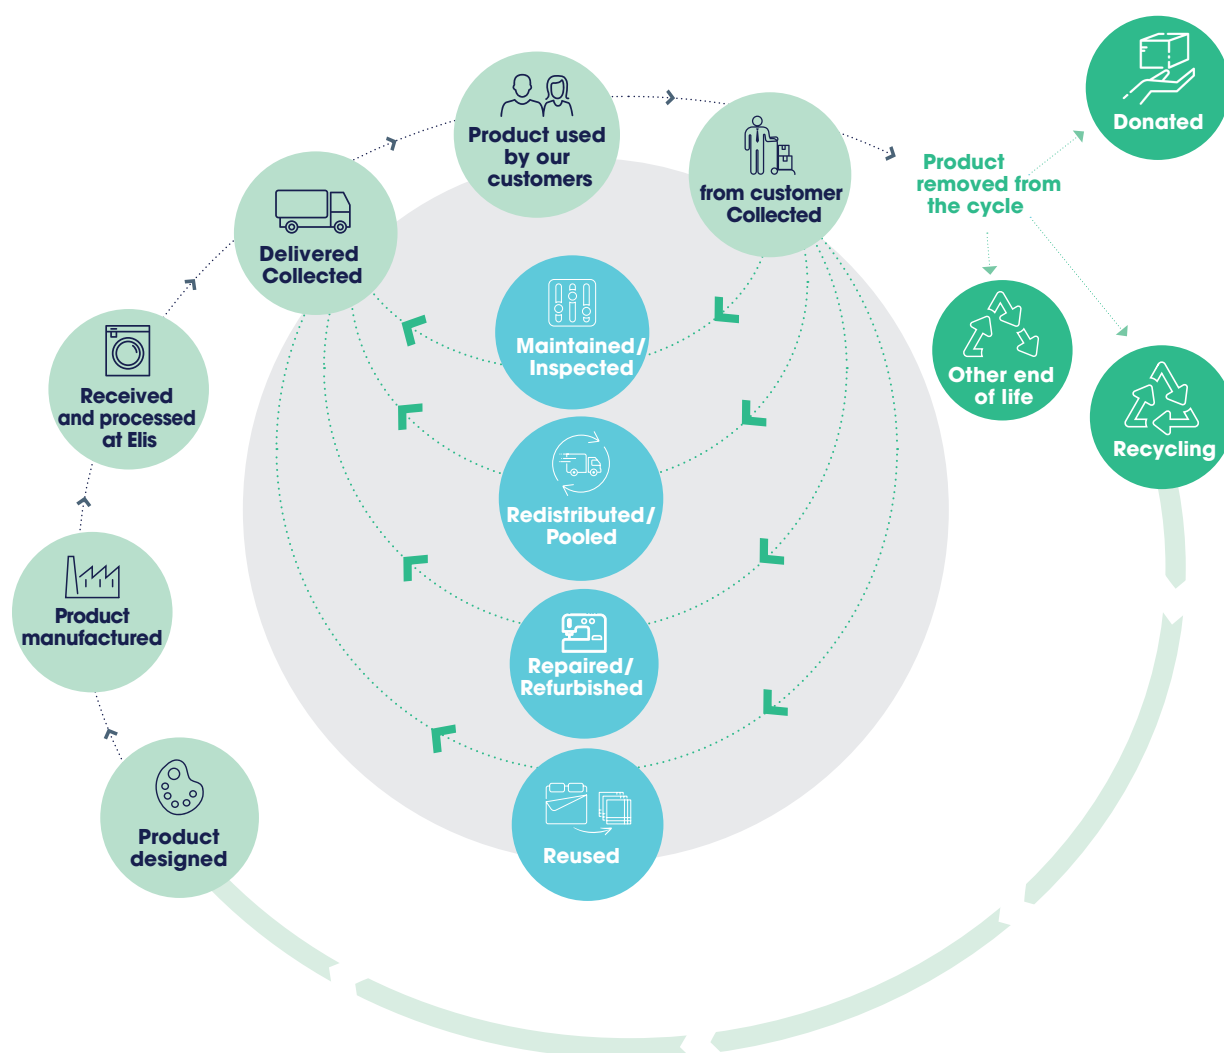 Product used
by our
customers
from customer
Collected
Product
removed from
the cycle
Donated
Other end
of life
Recycling
Delivered
Collected
Received
and processed
at Elis
Product
manufactured
Product
designed
Maintained/
Inspected
Redistributed/
Pooled
Repaired/
Refurbished
Reused